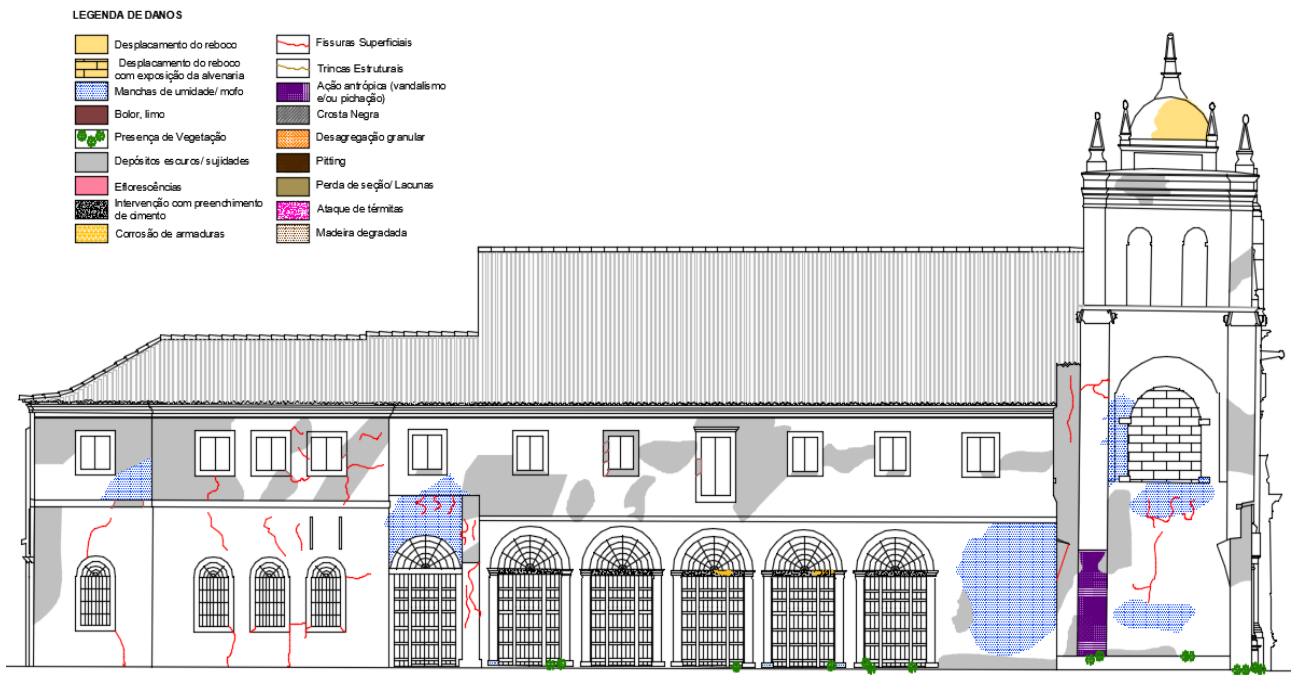 LEGENDA DE DANOS
Desplacamento do reboco
Desplacamento do reboco
com exposição da alvenaria
Manchas de umidade/ mofo
Bolor, limo
Presença de Vegetação
Depósitos escuros/ sujidades
Eflorescências
Intervenção com preenchimento
de cimento
Corrosão de armaduras
Fissuras Superficiais
Trincas Estruturais
Ação antrópica (vandalismo
e/ou pichação)
Crosta Negra
Desagregação granular
Pitting
Perda de seção/ Lacunas
Ataque de térmitas
Madeira degradada